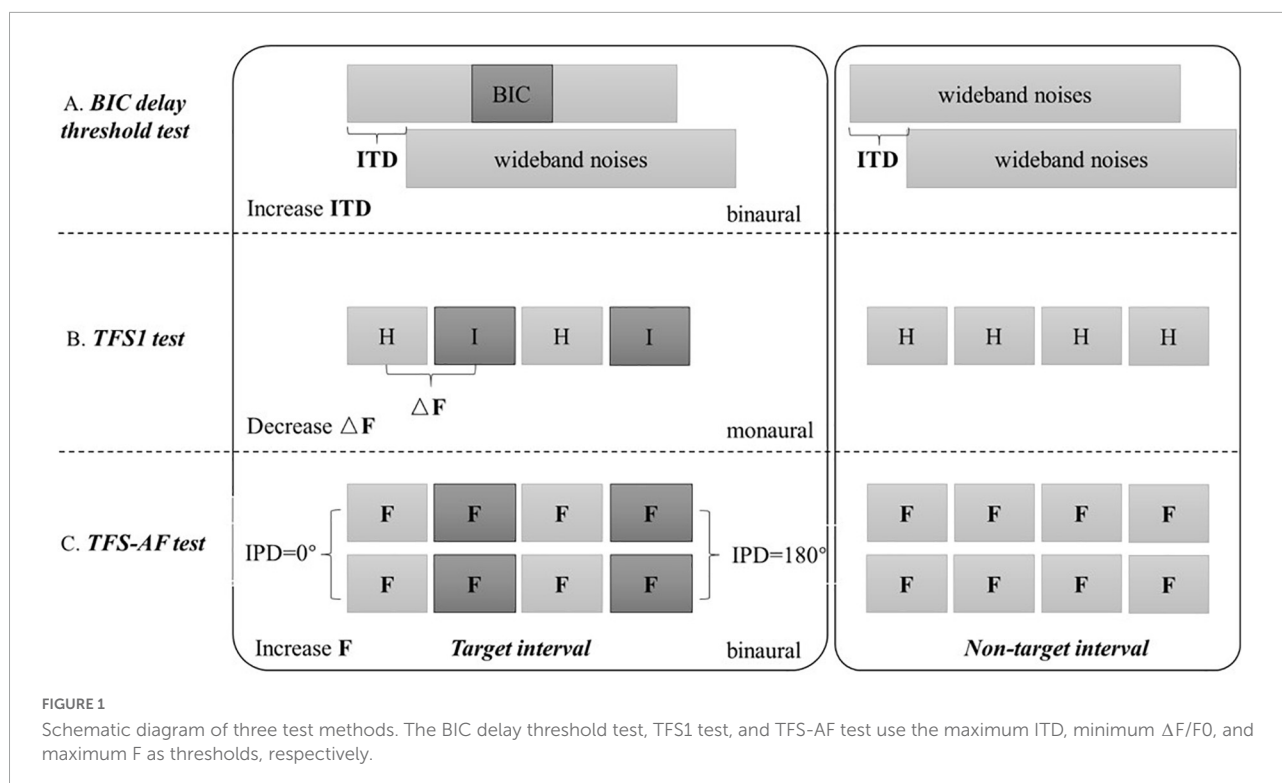 A. BIC delay
threshold test
BIC
ITD
wideband noises
Increase ITD
binaural
wideband noises
ITD
wideband noises
B. TFS1 test
H I H I
△F
Decrease △F
monaural
H H H H
C. TFS-AF test
IPD=0°
F F F F
F F F F
IPD=180°
Increase F
Target interval
binaural
F F F F
F F F F
Non-target interval
FIGURE 1
Schematic diagram of three test methods. The BIC delay threshold test, TFS1 test, and TFS-AF test use the maximum ITD, minimum ΔF/F0, and
maximum F as thresholds, respectively.